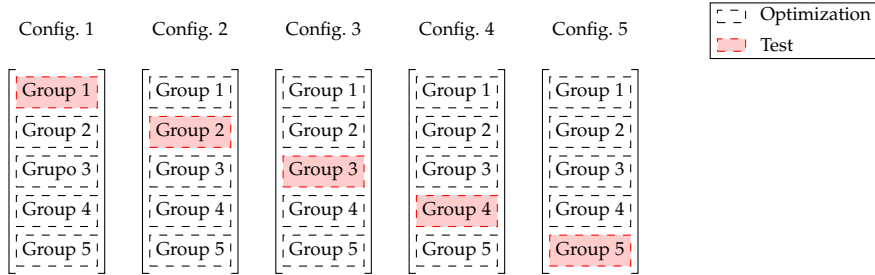 Config. 1 Config. 2 Config. 3 Config. 4 Config. 5
Optimization
Test
Group 1 Group 1 Group 1 Group 1 Group 1
Group 2 Group 2 Group 2 Group 2 Group 2
Grupo 3 Group 3 Group 3 Group 3 Group 3
Group 4 Group 4 Group 4 Group 4 Group 4
Group 5 Group 5 Group 5 Group 5 Group 5